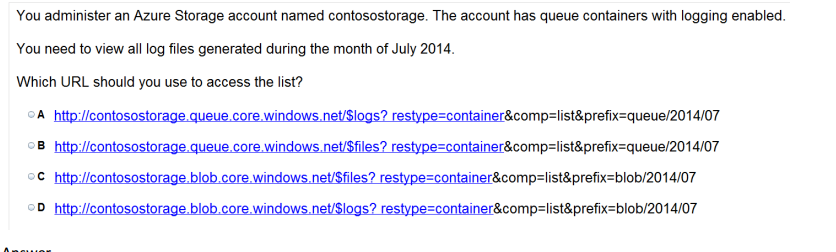 You administer an Azure Storage account named contosostorage. The account has queue containers with logging enabled.
You need to view all log files generated during the month of July 2014.
Which URL should you use to access the list?
A http://contosostorage.queue.core.windows.net/$logs? restype=container&comp=list&prefix=queue/2014/07
B http://contosostorage.queue.core.windows.net/$files? restype=container&comp=list&prefix=queue/2014/07
C http://contosostorage.blob.core.windows.net/$files? restype=container&comp=list&prefix=blob/2014/07
D http://contosostorage.blob.core.windows.net/$logs? restype=container&comp=list&prefix=blob/2014/07